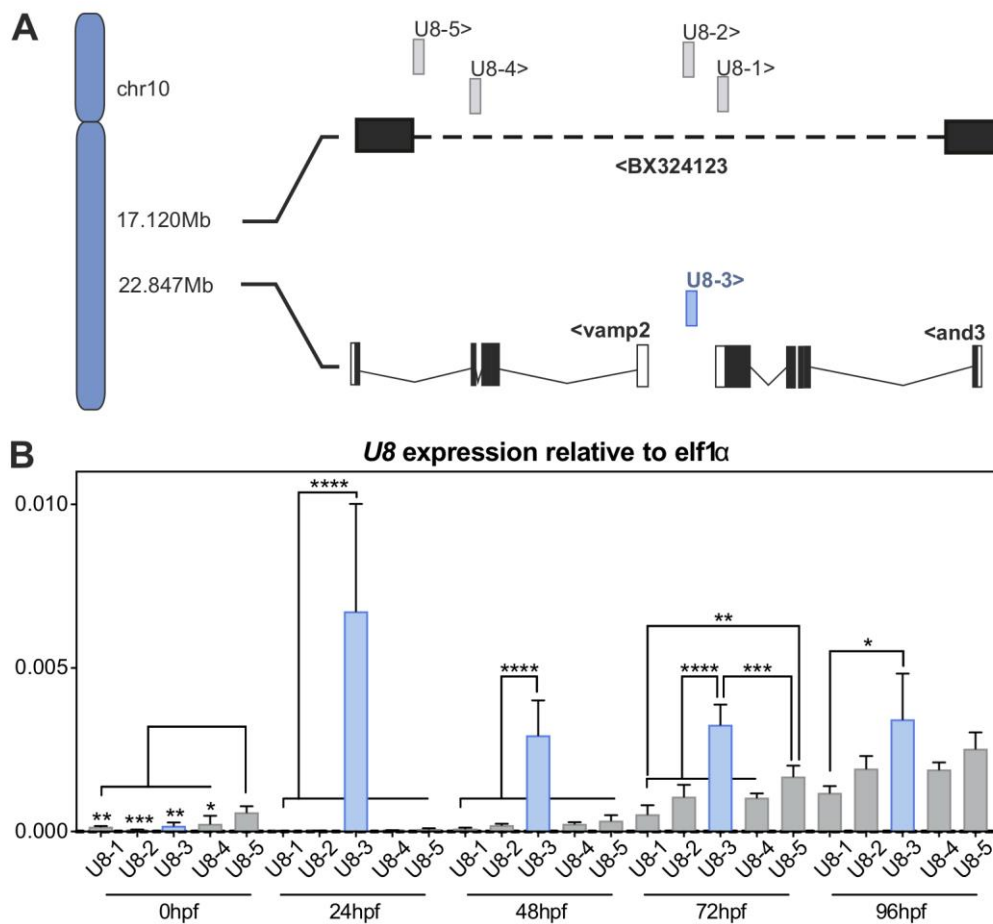 A
chr10
17.120Mb
22.847Mb
U8-5>
U8-4>
U8-2>
U8-1>
<BX324123
U8-3>
<vamp2
<and3
B
U8 expression relative to elf1α
0.010
0.005
0.000
** *** ** *
****
****
** **** ***
*
U8-1 U8-2 U8-3 U8-4 U8-5 U8-1 U8-2 U8-3 U8-4 U8-5 U8-1 U8-2 U8-3 U8-4 U8-5 U8-1 U8-2 U8-3 U8-4 U8-5 U8-1 U8-2 U8-3 U8-4 U8-5
0hpf 24hpf 48hpf 72hpf 96hpf